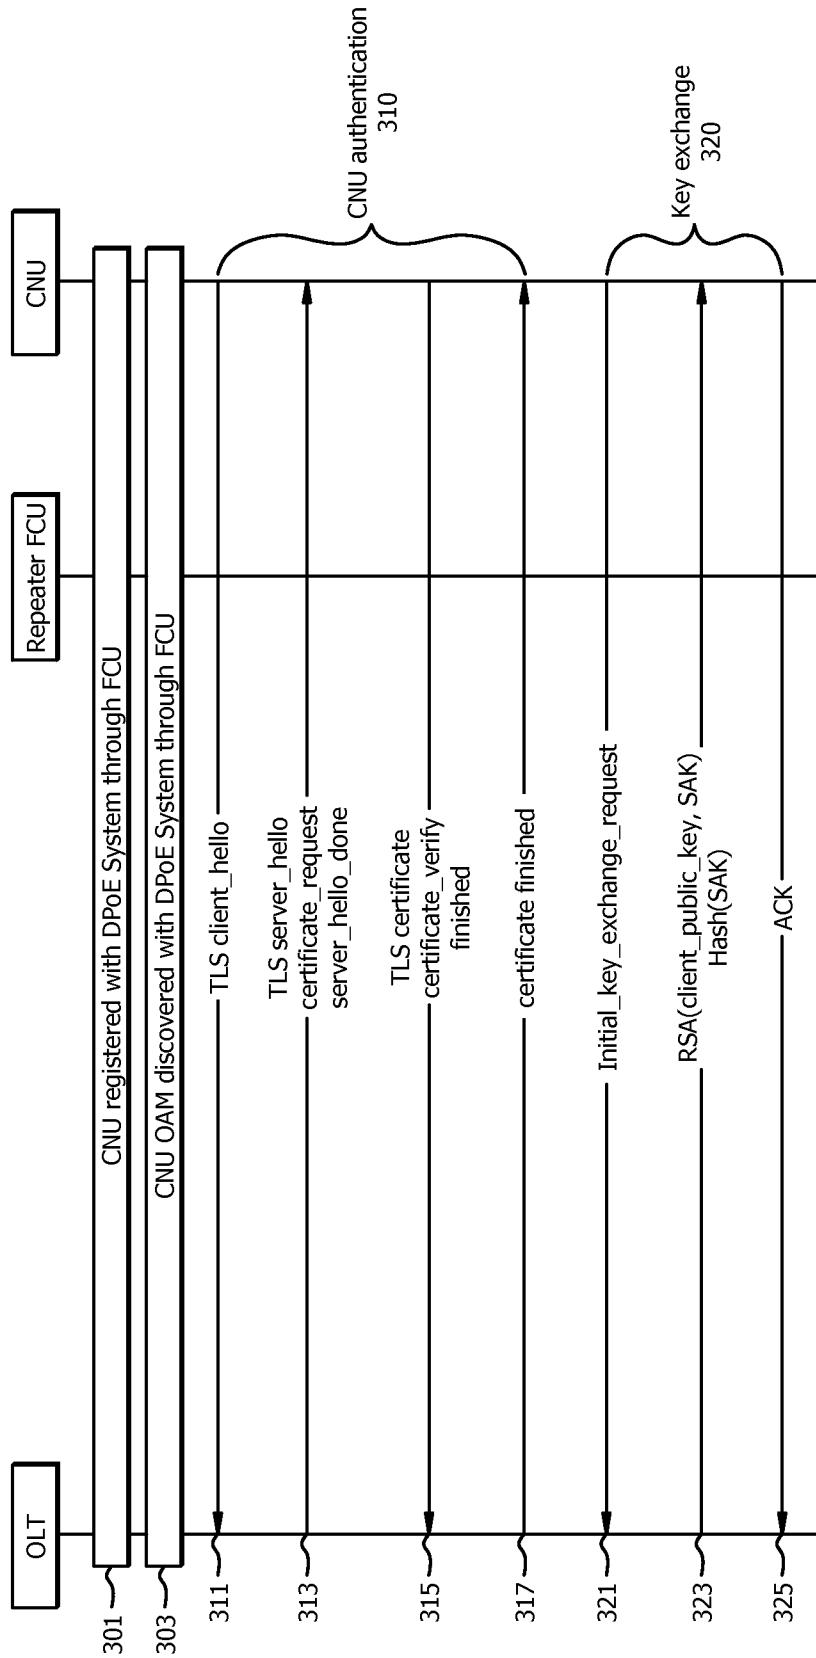 OLT
Repeater FCU
CNU
301
CNU registered with DPoE System through FCU
303
CNU OAM discovered with DPoE System through FCU
311
TLS client_hello
313
TLS server_hello
certificate_request
server_hello_done
315
TLS certificate
certificate_verify
finished
317
certificate finished
CNU authentication
310
321
Initial_key_exchange_request
323
RSA(client_public_key, SAK)
Hash(SAK)
325
ACK
Key exchange
320